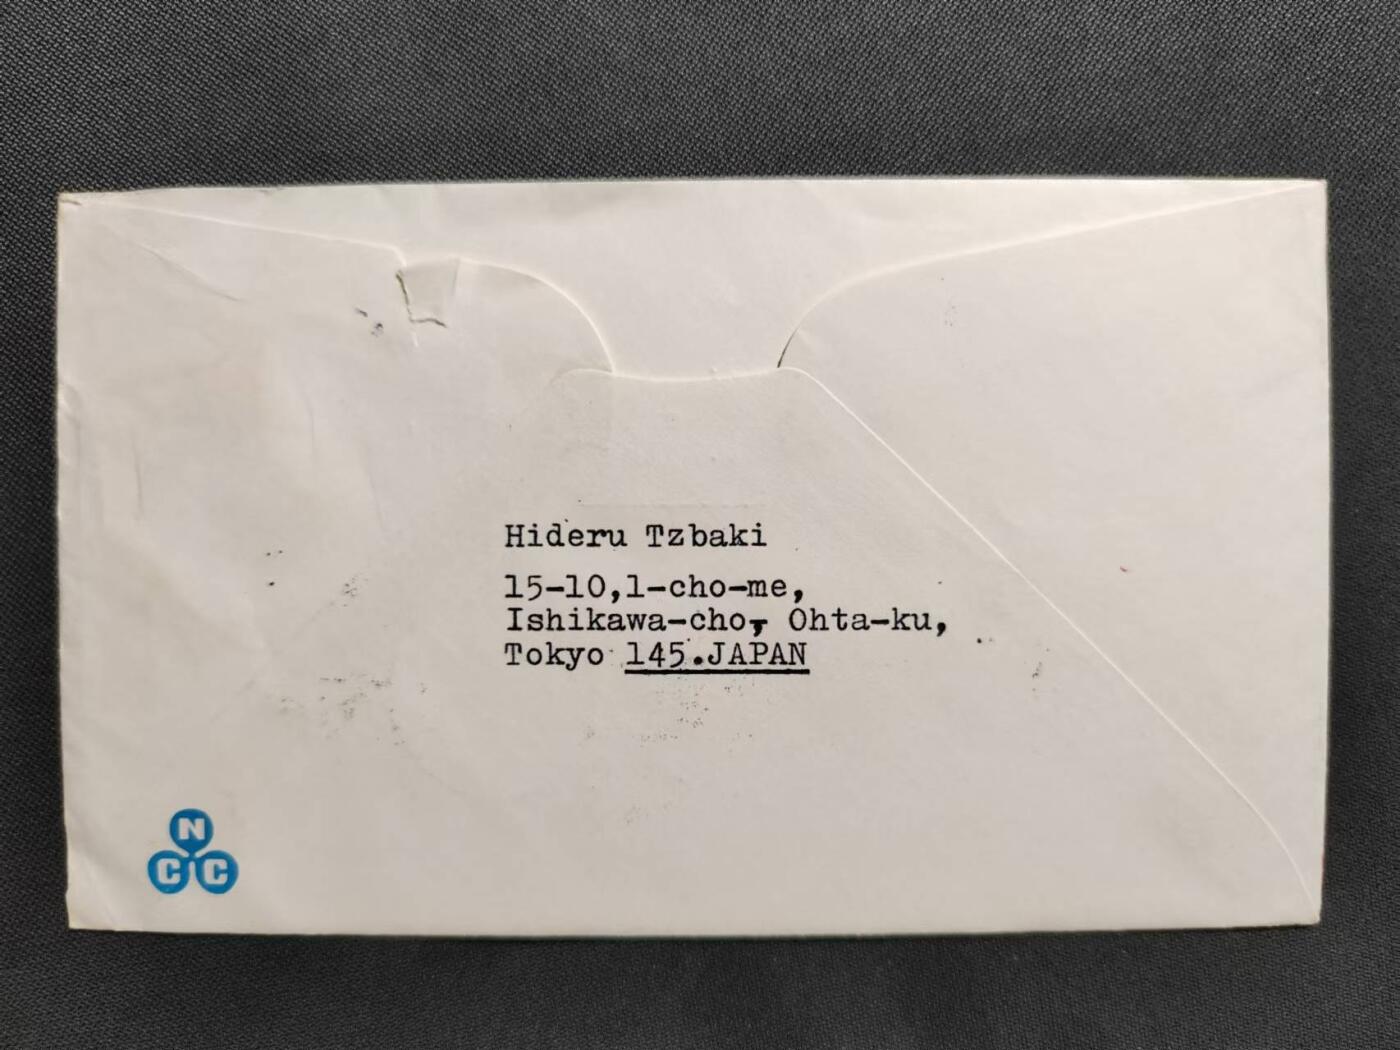 Hideru Tzbaki
15-10,1-cho-me,
Ishikawa-cho, Ohta-ku,
Tokyo 145.JAPAN
N
C C